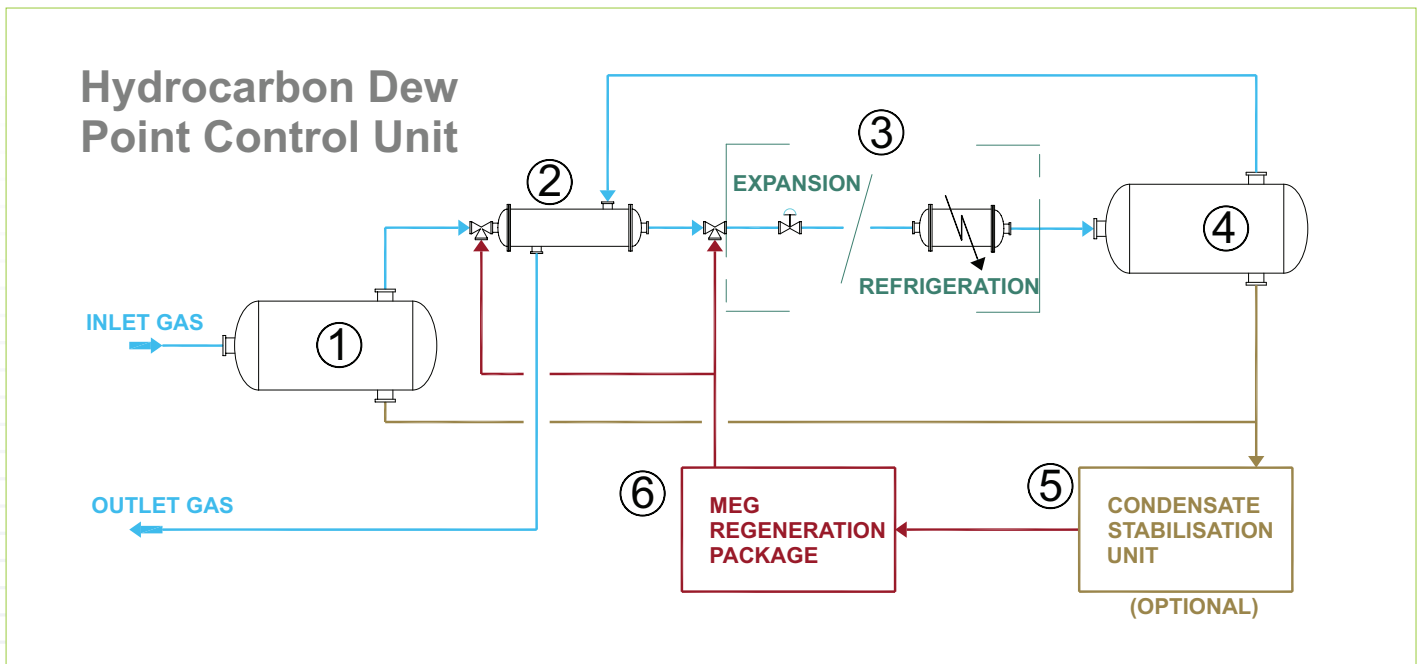 Hydrocarbon Dew
Point Control Unit
3
2
EXPANSION
4
REFRIGERATION
INLET GAS
1
OUTLET GAS
6
MEG
REGENERATION
PACKAGE
5
CONDENSATE
STABILISATION
UNIT
(OPTIONAL)